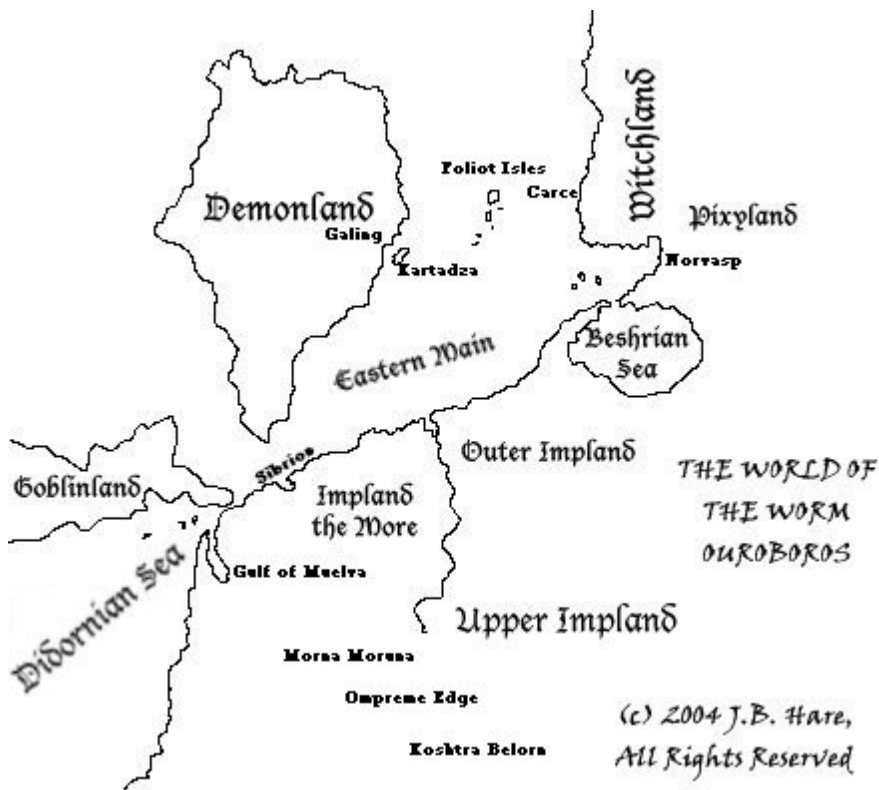 Foliot Isles
Witchland
Carce
Demonland
Pixyland
Galing
Kartadza
Norvasp
Beshrian
Sea
Eastern Main
Outer Impland
Sibrion
Goblinland
Impland
the More
THE WORLD OF
THE WORM
OUROBOROS
Gulf of Muelva
Didornian Sea
Upper Impland
Morna Moruna
Ompreme Edge
Koshtra Belorn
(c) 2004 J.B. Hare,
All Rights Reserved